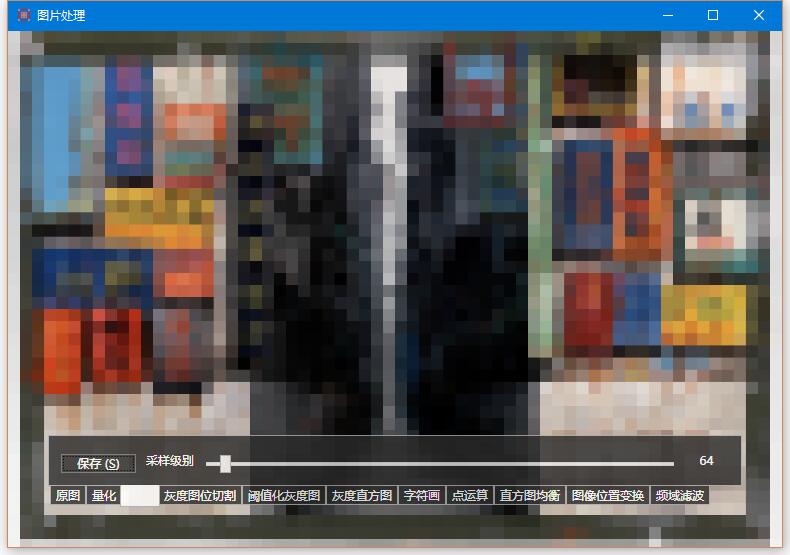 图片处理
保存 (S) 采样级别 64
原图 量化 灰度图位切割 阈值化灰度图 灰度直方图 字符画 点运算 直方图均衡 图像位置变换 频域滤波